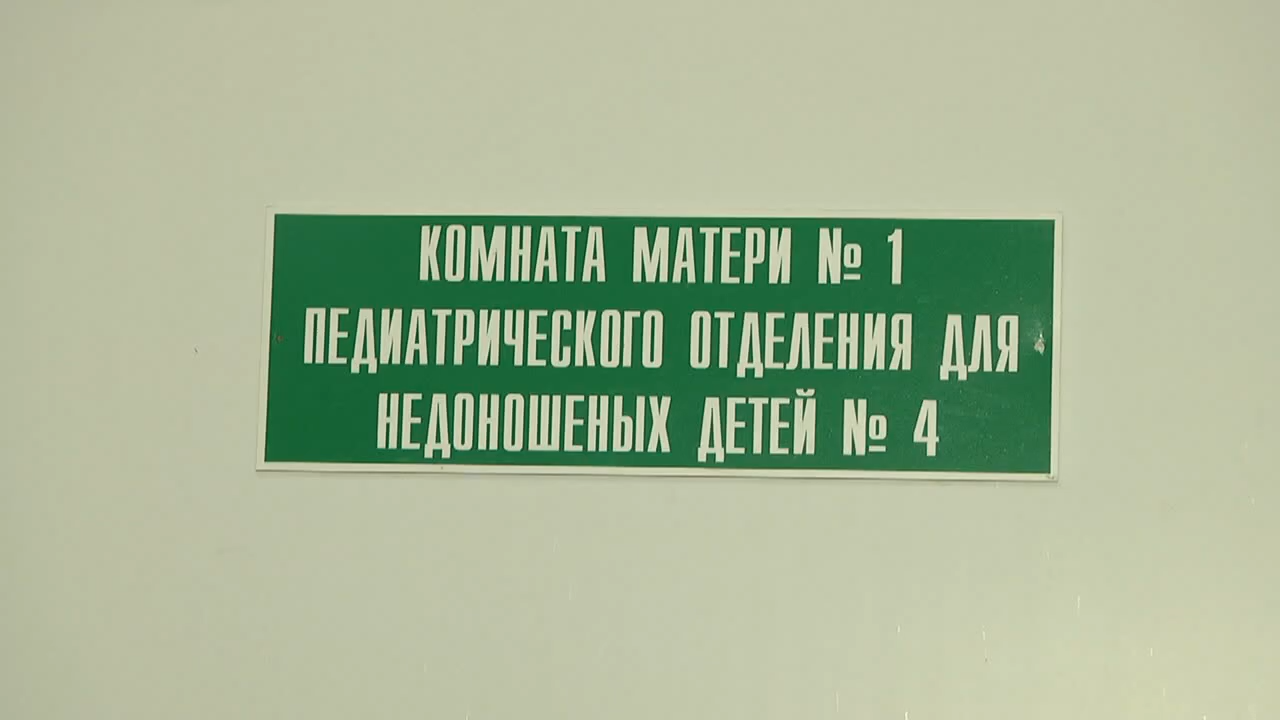 КОМНАТА МАТЕРИ № 1
ПЕДИАТРИЧЕСКОГО ОТДЕЛЕНИЯ ДЛЯ
НЕДОНОШЕНЫХ ДЕТЕЙ № 4